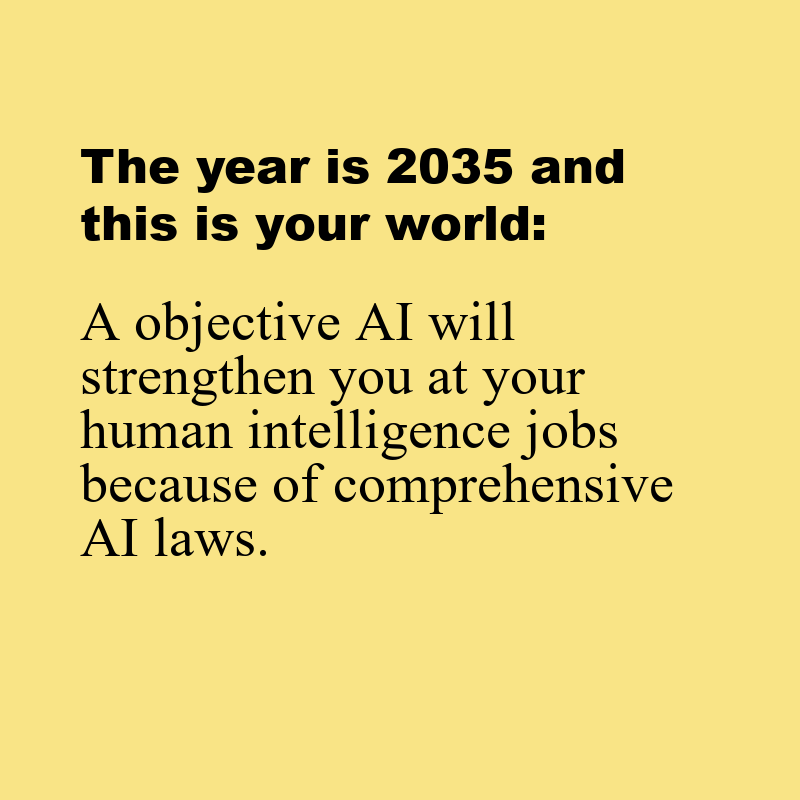 The year is 2035 and
this is your world:
A objective AI will
strengthen you at your
human intelligence jobs
because of comprehensive
AI laws.